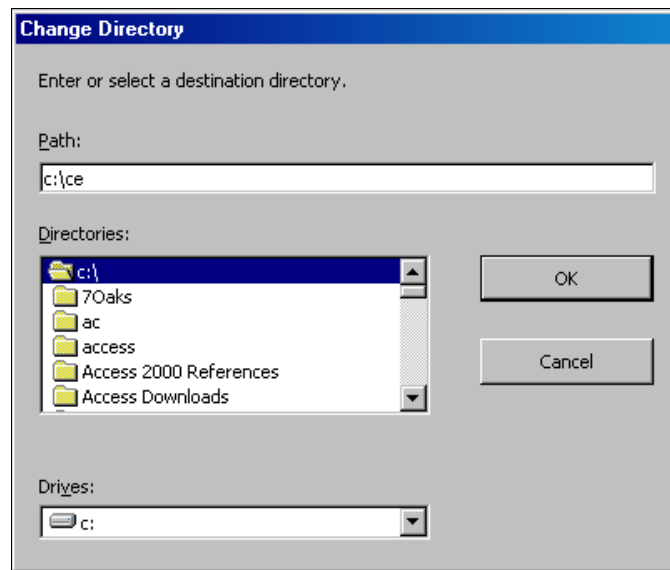 Change Directory
Enter or select a destination directory.
Path:
c:\ce
Directories:
c:\
7Oaks
ac
access
Access 2000 References
Access Downloads
OK
Cancel
Drives:
c: